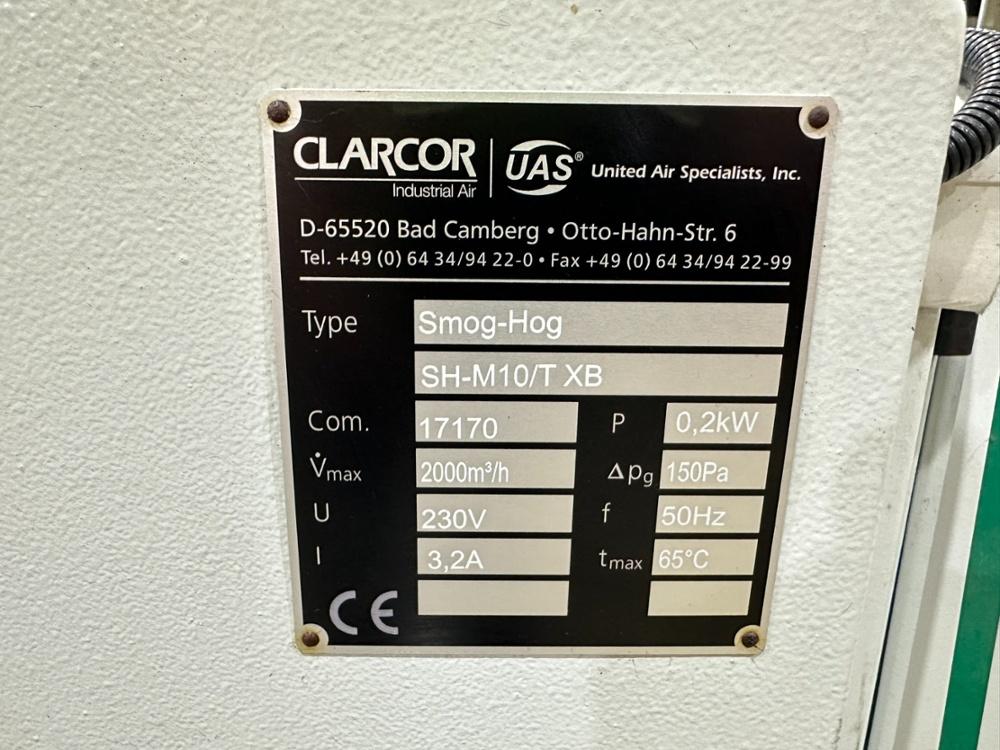 CLARCOR
Industrial Air
UAS® United Air Specialists, Inc.
D-65520 Bad Camberg • Otto-Hahn-Str. 6
Tel. +49 (0) 64 34/94 22-0 • Fax +49 (0) 64 34/94 22-99
Type Smog-Hog
SH-M10/T XB
Com. 17170 P 0,2kW
V̇max 2000m³/h Δpg 150Pa
U 230V f 50Hz
I 3,2A tmax 65°C
CE